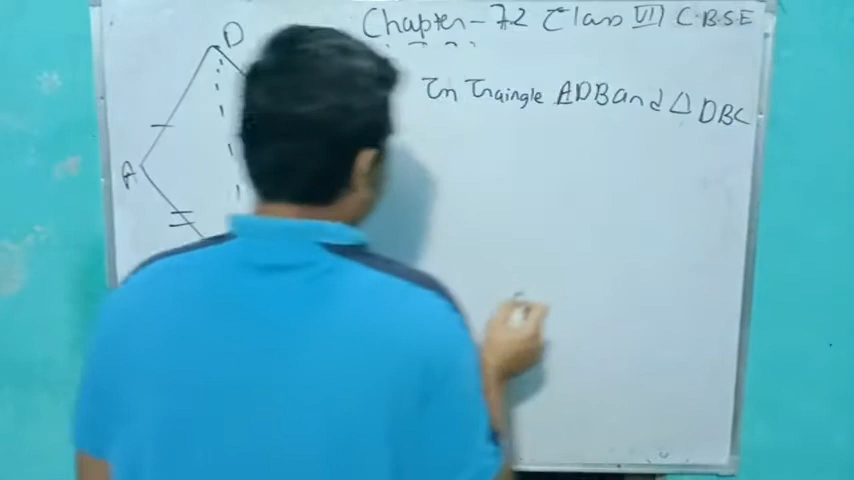 Chapter-7.2 Class VII C.B.S.E
D
In Traingle ADB and Δ DBC
A